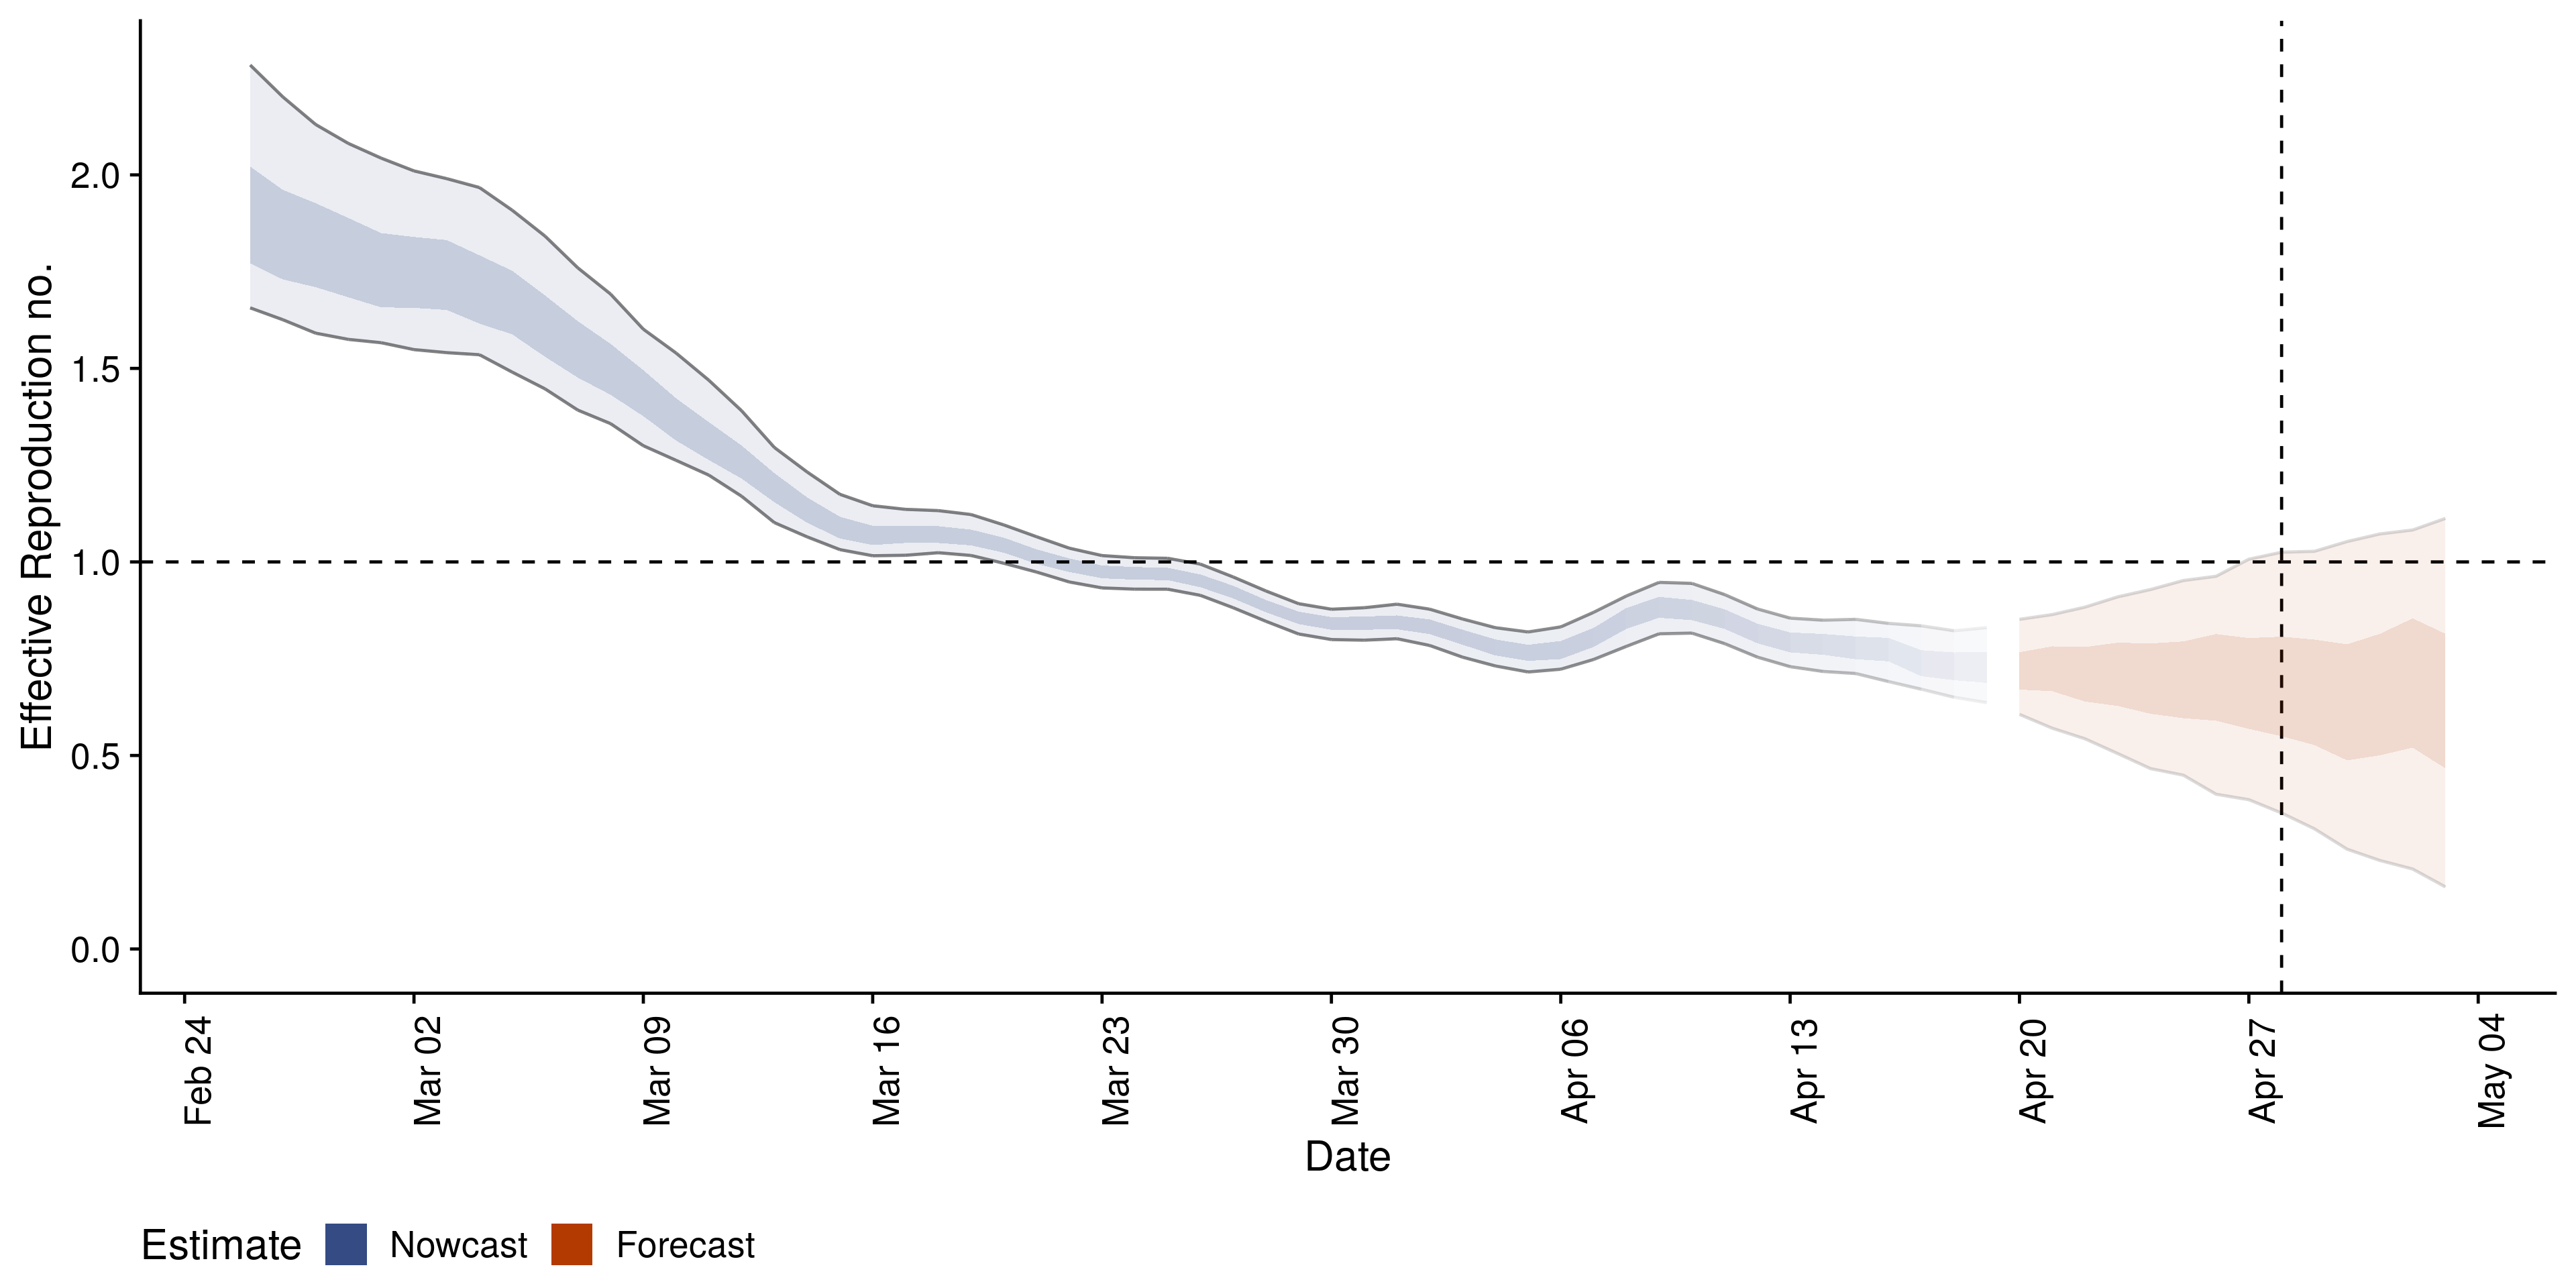 Effective Reproduction no.
2.0
1.5
1.0
0.5
0.0
Feb 24
Mar 02
Mar 09
Mar 16
Mar 23
Mar 30
Apr 06
Apr 13
Apr 20
Apr 27
May 04
Date
Estimate Nowcast Forecast